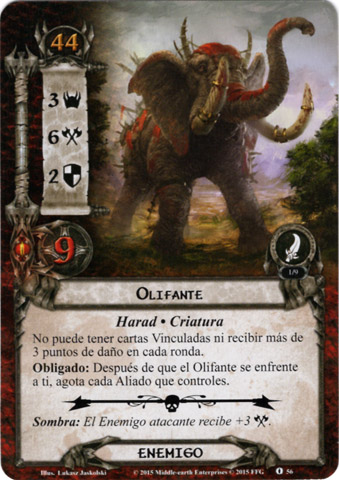 44
3
6
2
9
1/9
Olifante
Harad • Criatura
No puede tener cartas Vinculadas ni recibir más de
3 puntos de daño en cada ronda.
Obligado: Después de que el Olifante se enfrente
a ti, agota cada Aliado que controles.
Sombra: El Enemigo atacante recibe +3
ENEMIGO
Illus. Lukasz Jaskolski © 2015 Middle-earth Enterprises © 2015 FFG 56